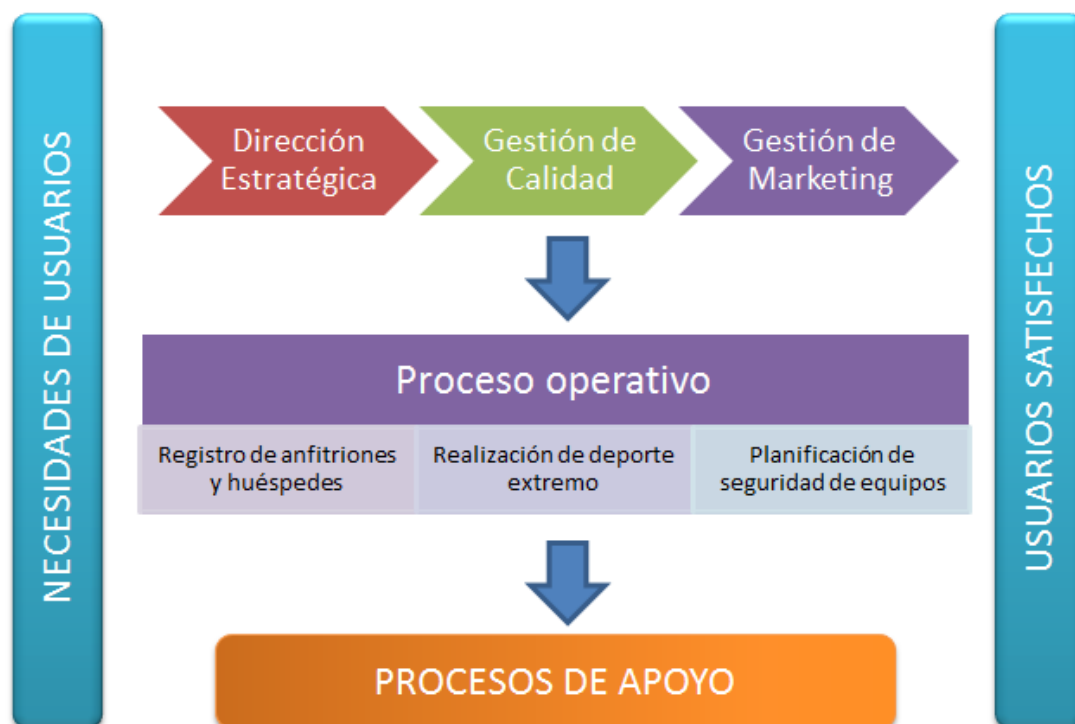 NECESIDADES DE USUARIOS
Dirección
Estratégica
Gestión de
Calidad
Gestión de
Marketing
Proceso operativo
Registro de anfitriones
y huéspedes
Realización de deporte
extremo
Planificación de
seguridad de equipos
PROCESOS DE APOYO
USUARIOS SATISFECHOS